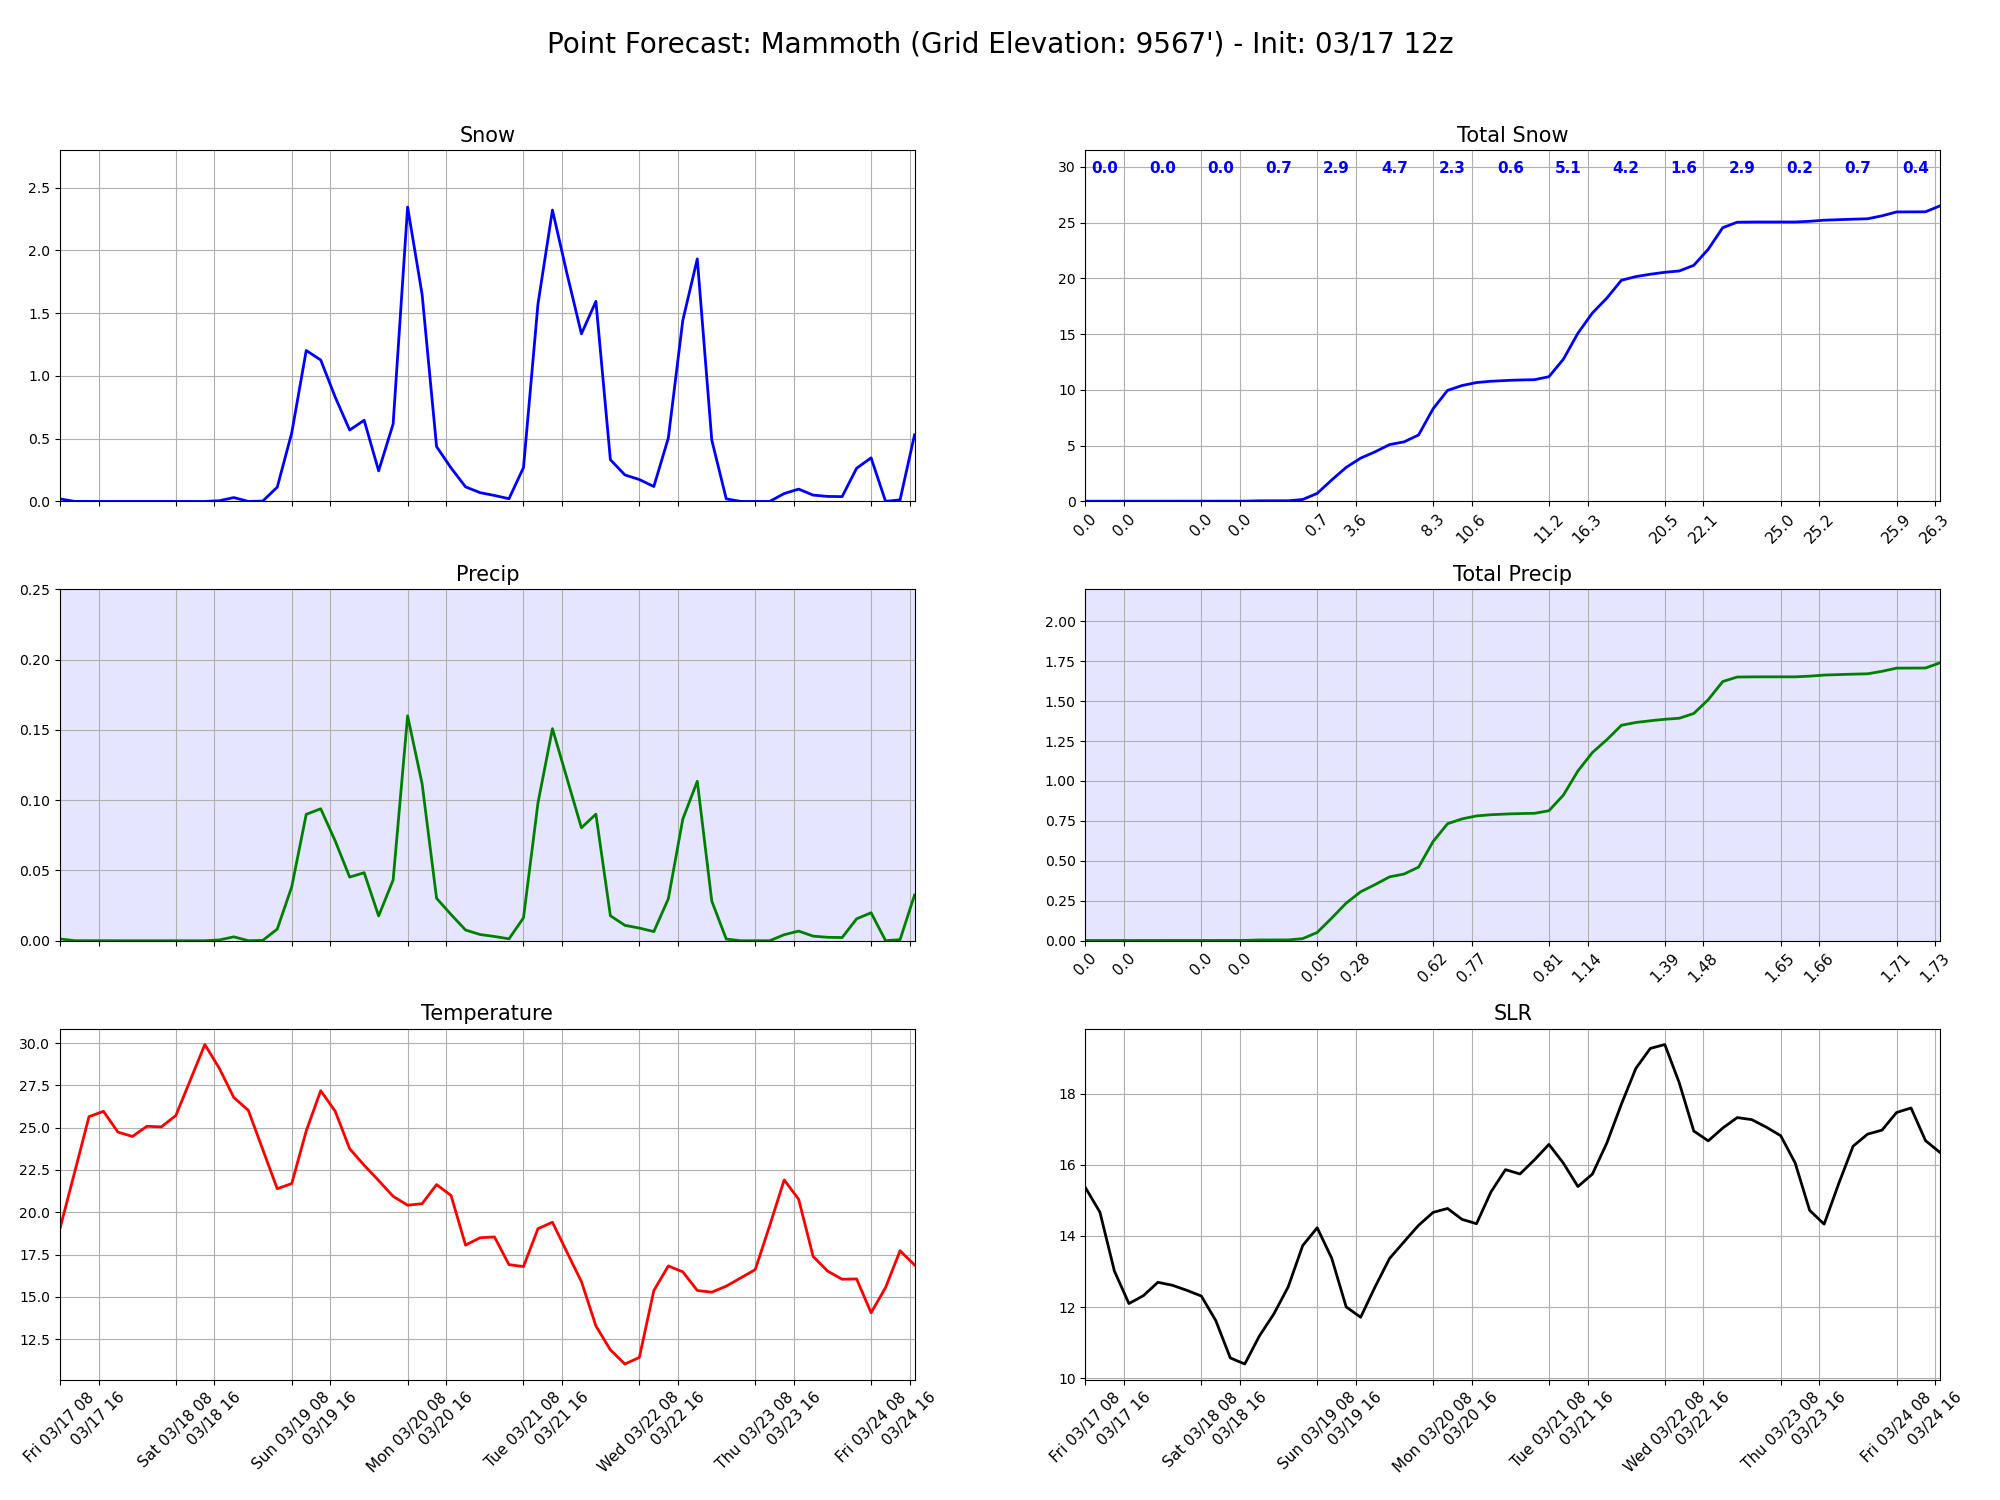 Point Forecast: Mammoth (Grid Elevation: 9567') - Init: 03/17 12z
Snow
2.5
2.0
1.5
1.0
0.5
0.0
Total Snow
30
25
20
15
10
5
0
0.0 0.0 0.0 0.7 2.9 4.7 2.3 0.6 5.1 4.2 1.6 2.9 0.2 0.7 0.4
0.0 0.0 0.0 0.0 0.7 3.6 8.3 10.6 11.2 16.3 20.5 22.1 25.0 25.2 25.9 26.3
Precip
0.25
0.20
0.15
0.10
0.05
0.00
Total Precip
2.00
1.75
1.50
1.25
1.00
0.75
0.50
0.25
0.00
0.0 0.0 0.0 0.0 0.05 0.28 0.62 0.77 0.81 1.14 1.39 1.48 1.65 1.66 1.71 1.73
Temperature
30.0
27.5
25.0
22.5
20.0
17.5
15.0
12.5
Fri 03/17 08
03/17 16
Sat 03/18 08
03/18 16
Sun 03/19 08
03/19 16
Mon 03/20 08
03/20 16
Tue 03/21 08
03/21 16
Wed 03/22 08
03/22 16
Thu 03/23 08
03/23 16
Fri 03/24 08
03/24 16
SLR
18
16
14
12
10
Fri 03/17 08
03/17 16
Sat 03/18 08
03/18 16
Sun 03/19 08
03/19 16
Mon 03/20 08
03/20 16
Tue 03/21 08
03/21 16
Wed 03/22 08
03/22 16
Thu 03/23 08
03/23 16
Fri 03/24 08
03/24 16